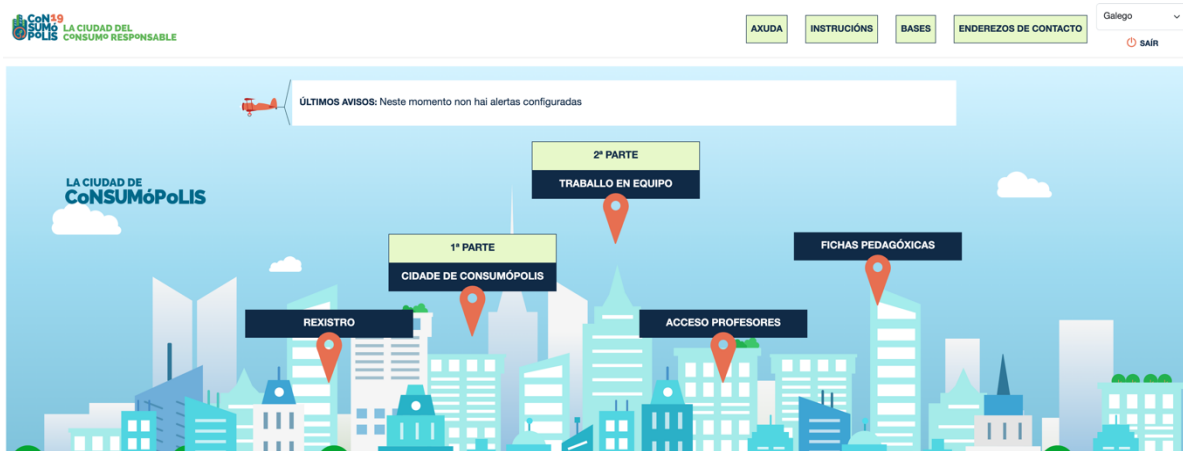 CoN19
SUMó
PoLIS
LA CIUDAD DEL
CONSUMO RESPONSABLE
AXUDA
INSTRUCIÓNS
BASES
ENDEREZOS DE CONTACTO
Galego
SAÍR
ÚLTIMOS AVISOS: Neste momento non hai alertas configuradas
LA CIUDAD DE
CoNSUMóPoLIS
2ª PARTE
TRABALLO EN EQUIPO
1ª PARTE
CIDADE DE CONSUMÓPOLIS
FICHAS PEDAGÓXICAS
REXISTRO
ACCESO PROFESORES